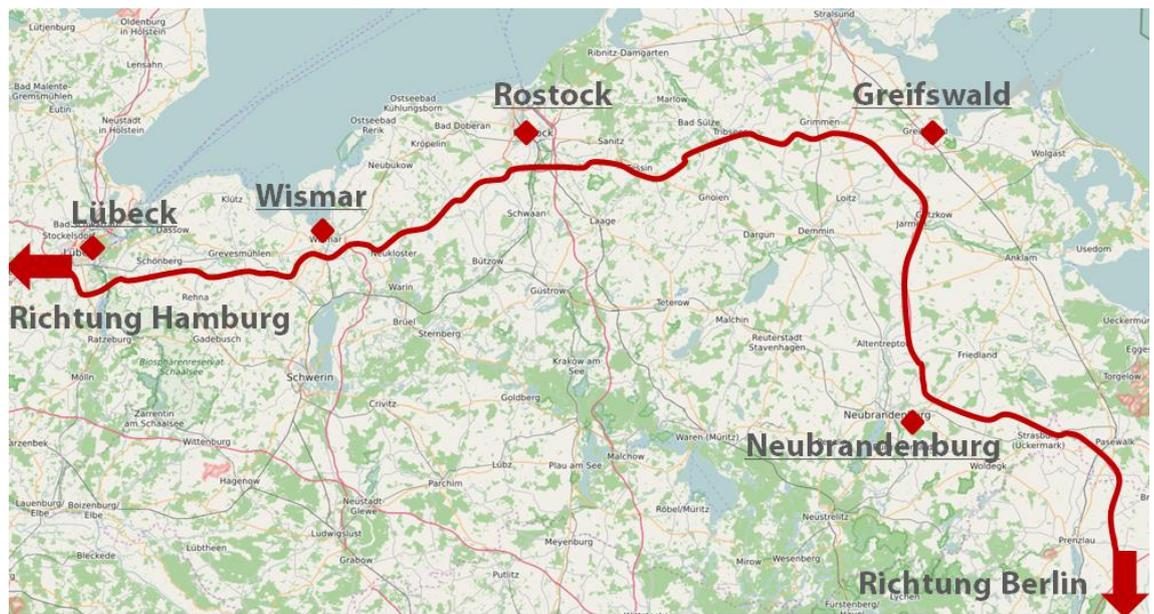 Stralsund
Oldenburg
in Holstein
Lütjenburg
Ribnitz-Damgarten
Lensahn
Bad Malente-
Gremsmühlen
Eutin
Rostock
Greifswald
Ostseebad
Kühlungsborn
Marlow
Neustadt
in Holstein
Ostseebad
Rerik
Bad Doberan
Bad Sülze
Grimmen
Kröpelin
Sanitz
Wolgast
Neubukow
Wismar
Klütz
Gnoien
Loitz
Lübeck
Schwaan
Laage
Stockelsdorf
Dassow
Dargun
Demmin
Grevesmühlen
Neukloster
Usedom
Schönberg
Bützow
Anklam
Warin
Rehna
Güstrow
Teterow
Richtung Hamburg
Brüel
Malchin
Sternberg
Ratzeburg
Gadebusch
Reuterstadt
Stavenhagen
Altentreptow
Friedland
Biosphärenreservat
Schaalsee
Krakow am
See
Mölln
Schwerin
Torgelow
Goldberg
Crivitz
Zarrentin
am Schaalsee
Neubrandenburg
Waren (Müritz)
Strasburg
(Uckermark)
Pasewalk
Wittenburg
Neubrandenburg
Malchow
Lübz
Plau am See
Woldegk
Hagenow
Parchim
Neustadt-
Glewe
Röbel/Müritz
Lauenburg/
Elbe
Boizenburg/
Elbe
Neustrelitz
Ludwigslust
Prenzlau
Lübtheen
Meyenburg
Bleckede
Grabow
Wesenberg
Mirow
Putlitz
Richtung Berlin
Lychen
Fürstenberg/